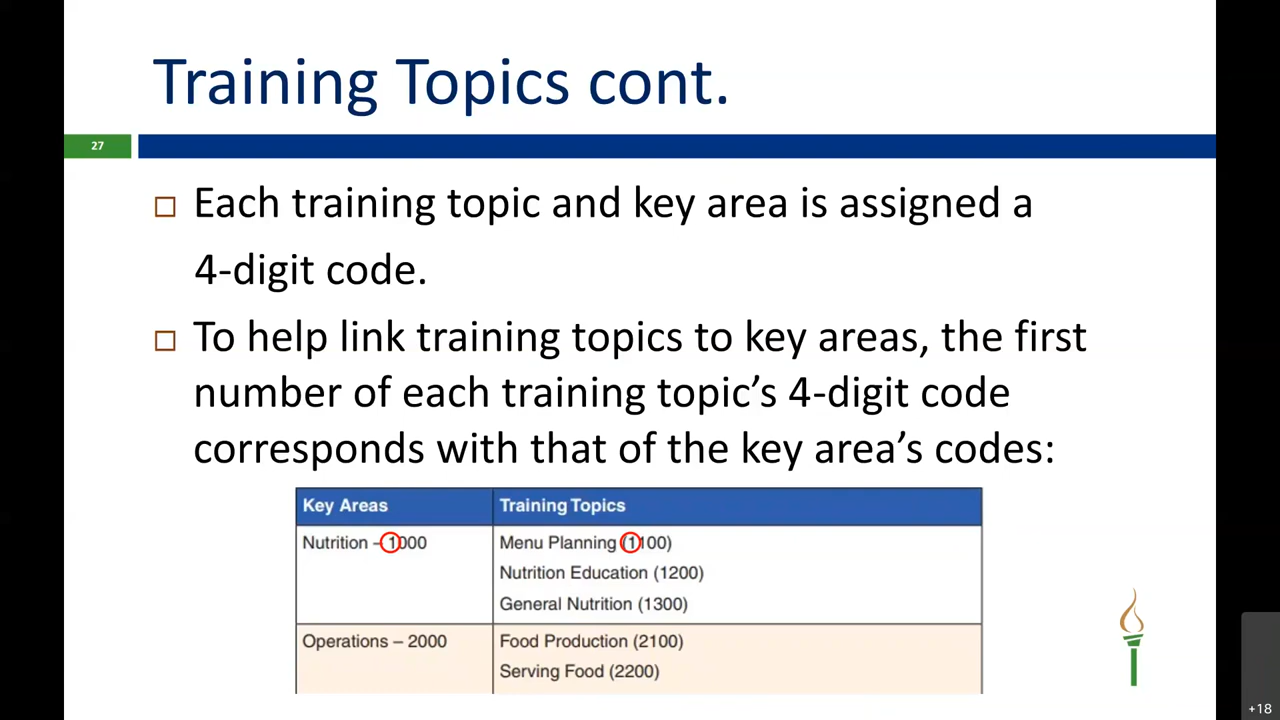 Training Topics cont.
27
Each training topic and key area is assigned a
4-digit code.
To help link training topics to key areas, the first
number of each training topic’s 4-digit code
corresponds with that of the key area’s codes:
Key Areas Training Topics
Nutrition – 1000 Menu Planning (1100)
Nutrition Education (1200)
General Nutrition (1300)
Operations – 2000 Food Production (2100)
Serving Food (2200)
+18